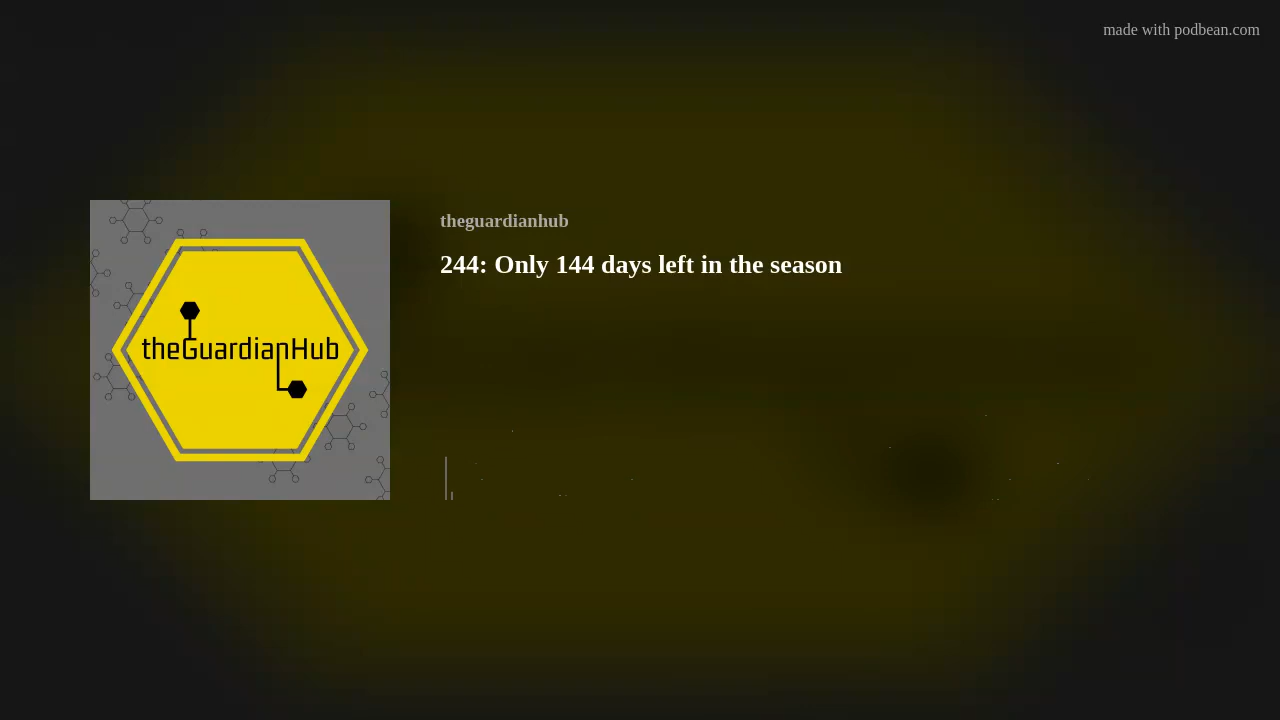 made with podbean.com
theguardianhub
244: Only 144 days left in the season
theGuardianHub